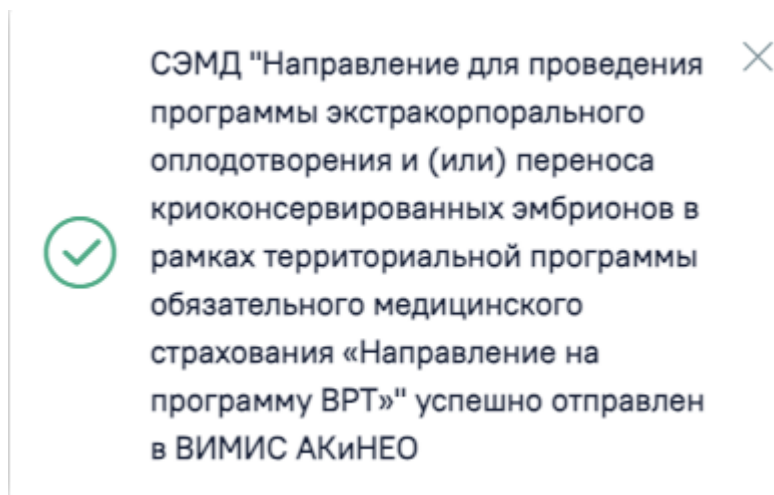 СЭМД "Направление для проведения
программы экстракорпорального
оплодотворения и (или) переноса
криоконсервированных эмбрионов в
рамках территориальной программы
обязательного медицинского
страхования «Направление на
программу ВРТ»" успешно отправлен
в ВИМИС АКиНЕО